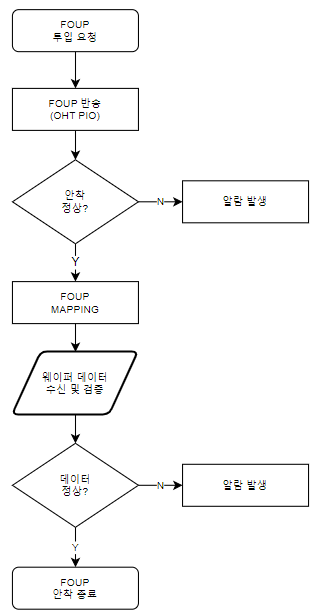 FOUP
투입 요청
FOUP 반송
(OHT PIO)
안착
정상?
N
알람 발생
Y
FOUP
MAPPING
웨이퍼 데이터
수신 및 검증
데이터
정상?
N
알람 발생
Y
FOUP
안착 종료